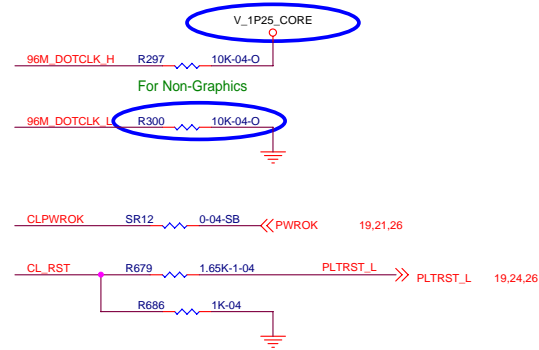 V_1P25_CORE
96M_DOTCLK_H R297 10K-04-O
For Non-Graphics
96M_DOTCLK_L R300 10K-04-O
CLPWROK SR12 0-04-SB PWROK 19,21,26
CL_RST R679 1.65K-1-04 PLTRST_L PLTRST_L 19,24,26
R686 1K-04